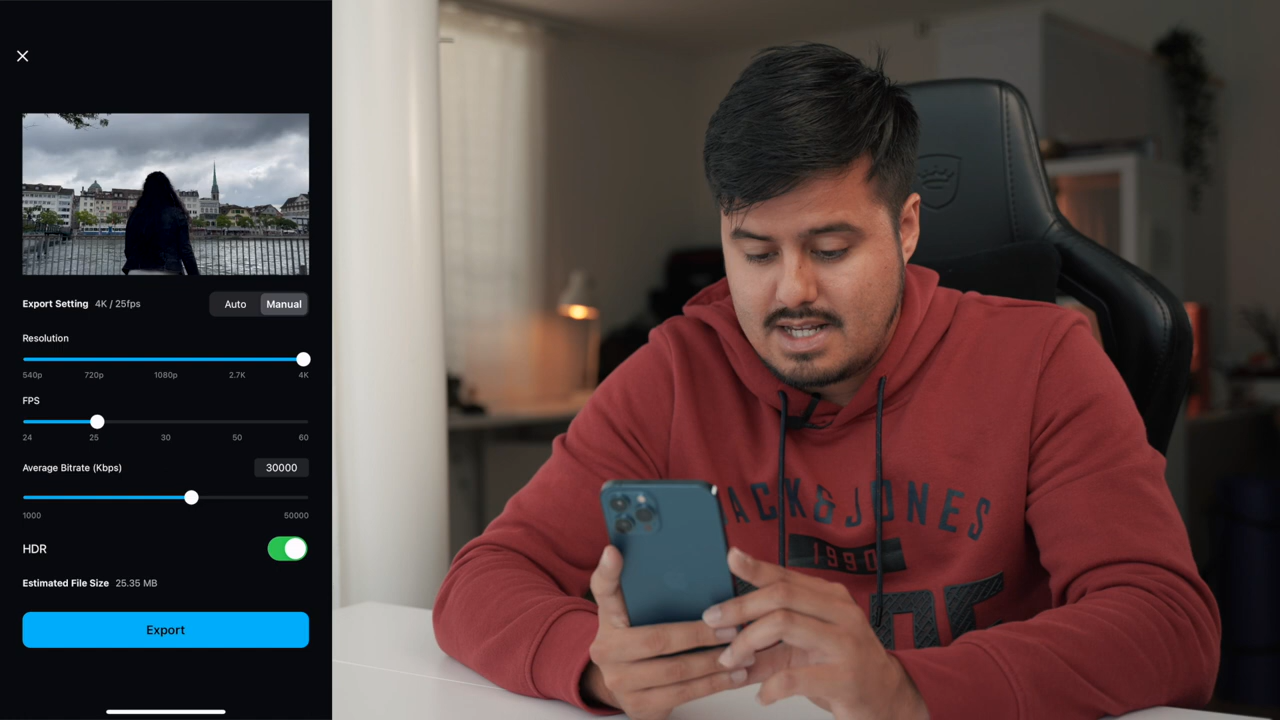 Export Setting 4K / 25fps Auto Manual
Resolution
540p 720p 1080p 2.7K 4K
FPS
24 25 30 50 60
Average Bitrate (Kbps) 30000
1000 50000
HDR
Estimated File Size 25.35 MB
Export
ACK & JONES
1990